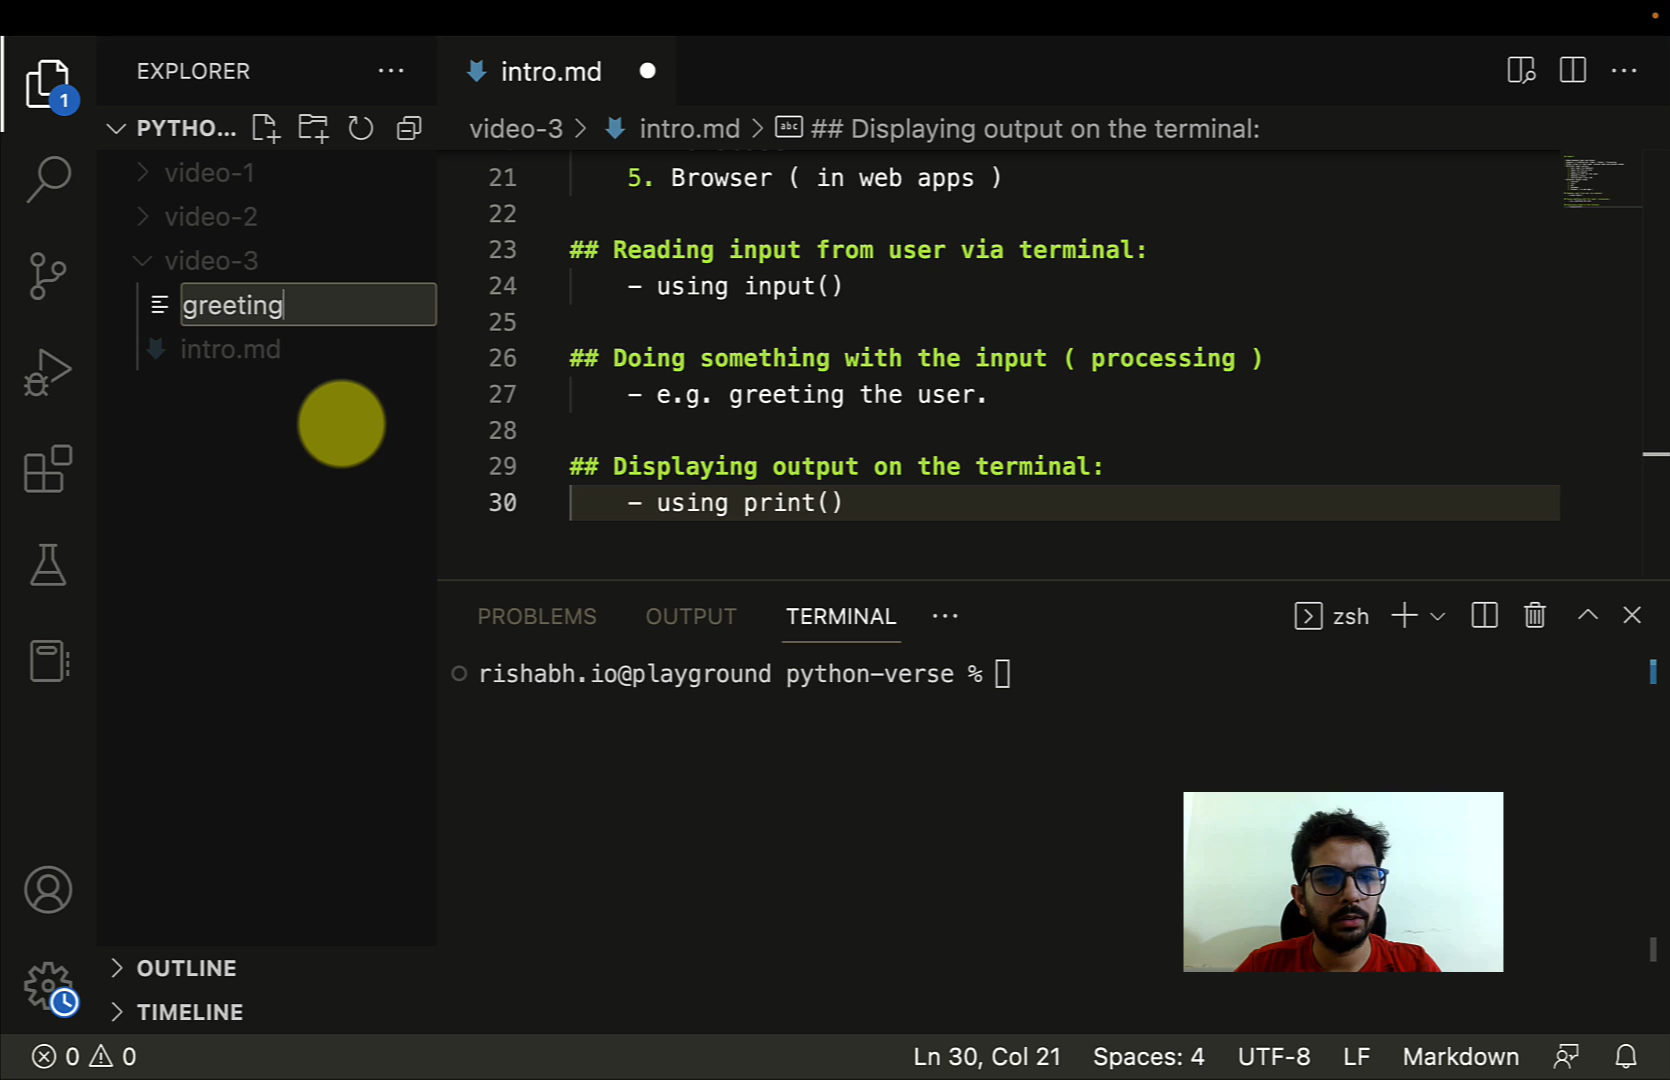 EXPLORER
intro.md
PYTHO...
video-3 > intro.md > ## Displaying output on the terminal:
video-1
video-2
video-3
greeting
intro.md
21 5. Browser ( in web apps )
22
23 ## Reading input from user via terminal:
24 - using input()
25
26 ## Doing something with the input ( processing )
27 - e.g. greeting the user.
28
29 ## Displaying output on the terminal:
30 - using print()
PROBLEMS OUTPUT TERMINAL
zsh
rishabh.io@playground python-verse %
1
OUTLINE
TIMELINE
0 0
Ln 30, Col 21 Spaces: 4 UTF-8 LF Markdown